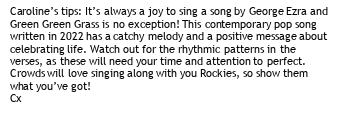 Caroline's tips: It's always a joy to sing a song by George Ezra and
Green Green Grass is no exception! This contemporary pop song
written in 2022 has a catchy melody and a positive message about
celebrating life. Watch out for the rhythmic patterns in the
verses, as these will need your time and attention to perfect.
Crowds will love singing along with you Rockies, so show them
what you've got!
Cx